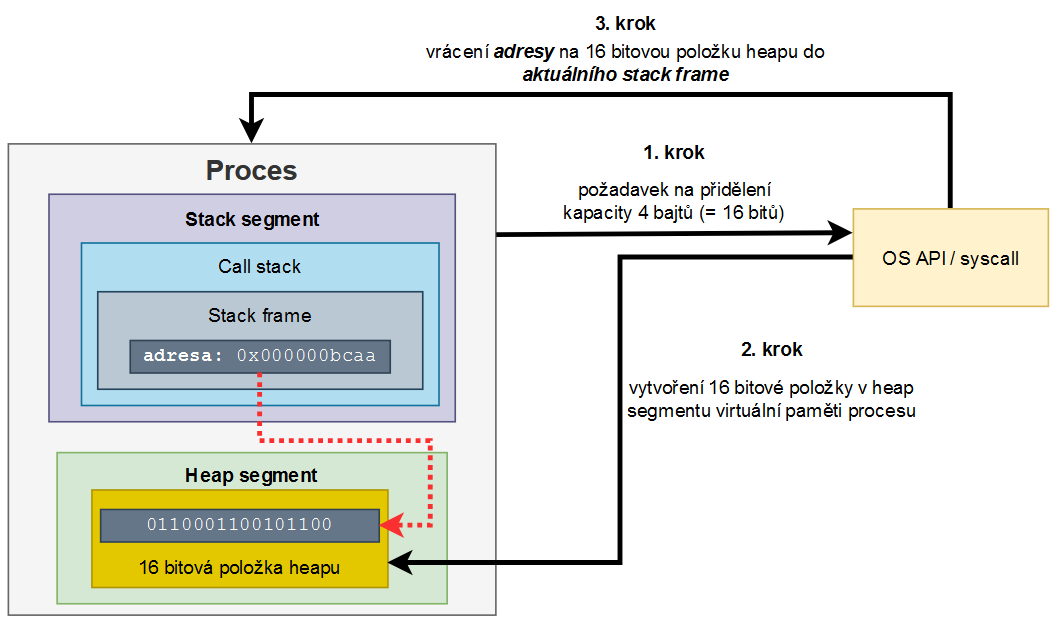 3. krok
vrácení adresy na 16 bitovou položku heapu do
aktuálního stack frame
Proces
1. krok
požadavek na přidělení
kapacity 4 bajtů (= 16 bitů)
Stack segment
Call stack
OS API / syscall
Stack frame
adresa: 0x000000bcaa
2. krok
vytvoření 16 bitové položky v heap
segmentu virtuální paměti procesu
Heap segment
0110001100101100
16 bitová položka heapu